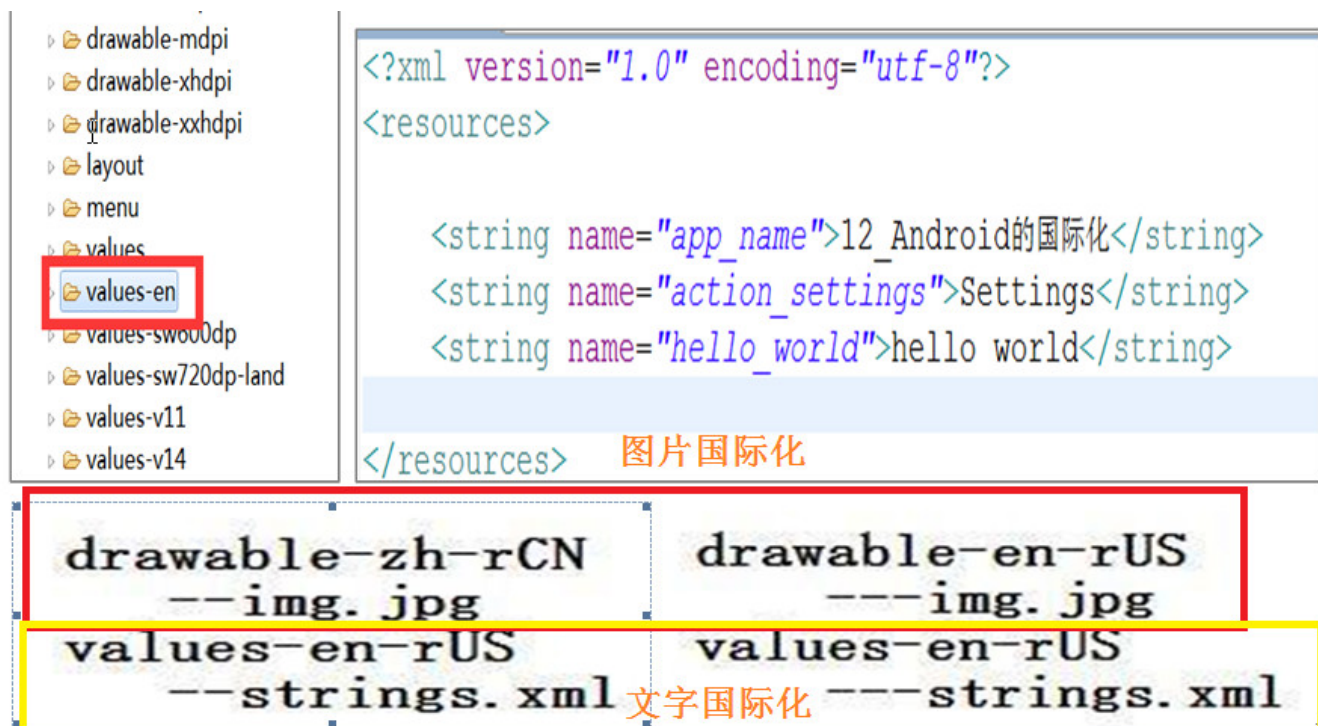 drawable-mdpi
drawable-xhdpi
drawable-xxhdpi
layout
menu
values
values-en
values-sw600dp
values-sw720dp-land
values-v11
values-v14
<?xml version="1.0" encoding="utf-8"?>
<resources>
<string name="app_name">12_Android的国际化</string>
<string name="action_settings">Settings</string>
<string name="hello_world">hello world</string>
</resources>
图片国际化
drawable-zh-rCN
---img.jpg
drawable-en-rUS
---img.jpg
values-en-rUS
---strings.xml
values-en-rUS
---strings.xml
文字国际化